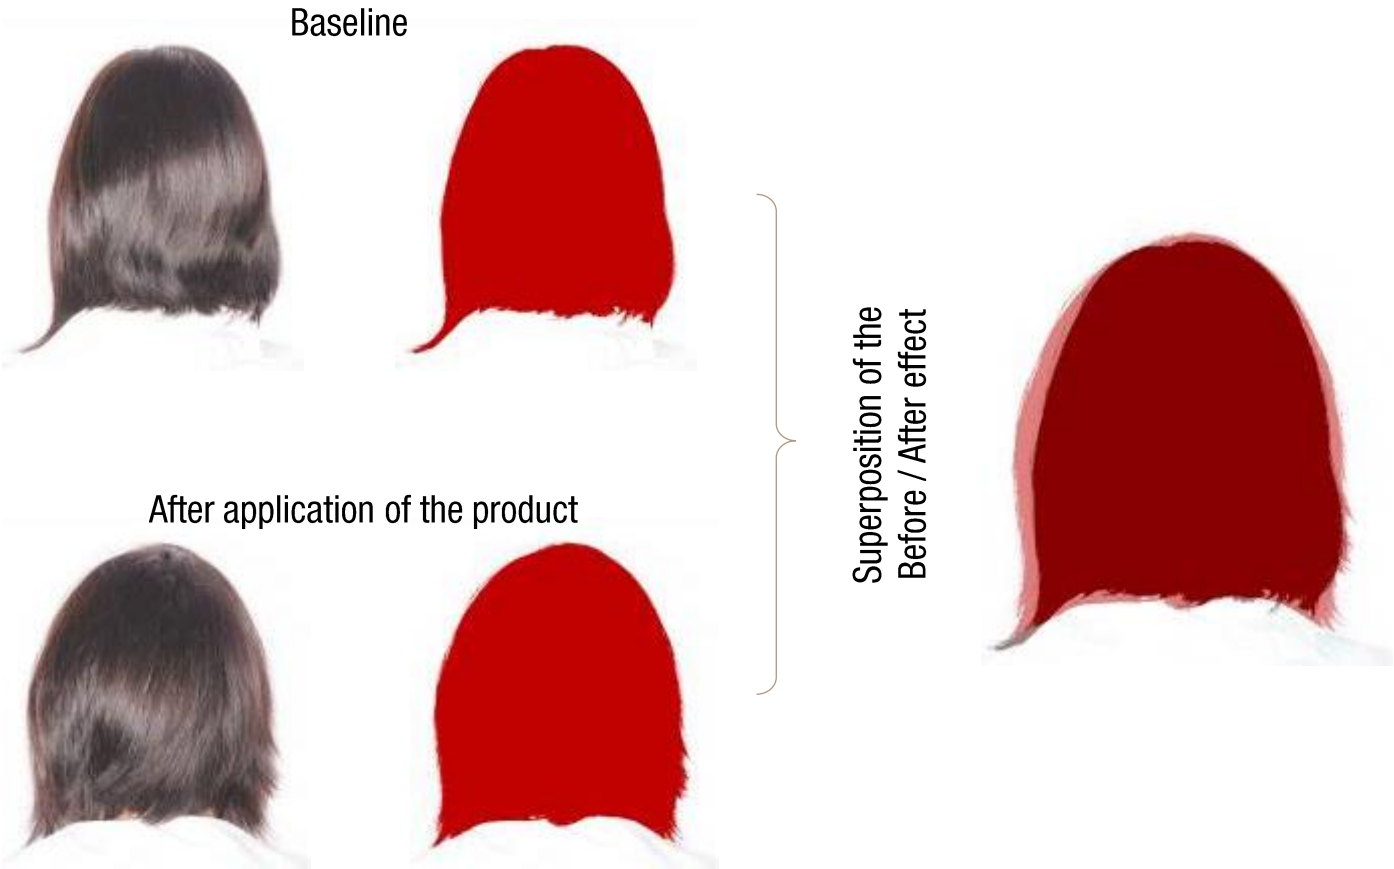 Baseline
After application of the product
Superposition of the
Before / After effect